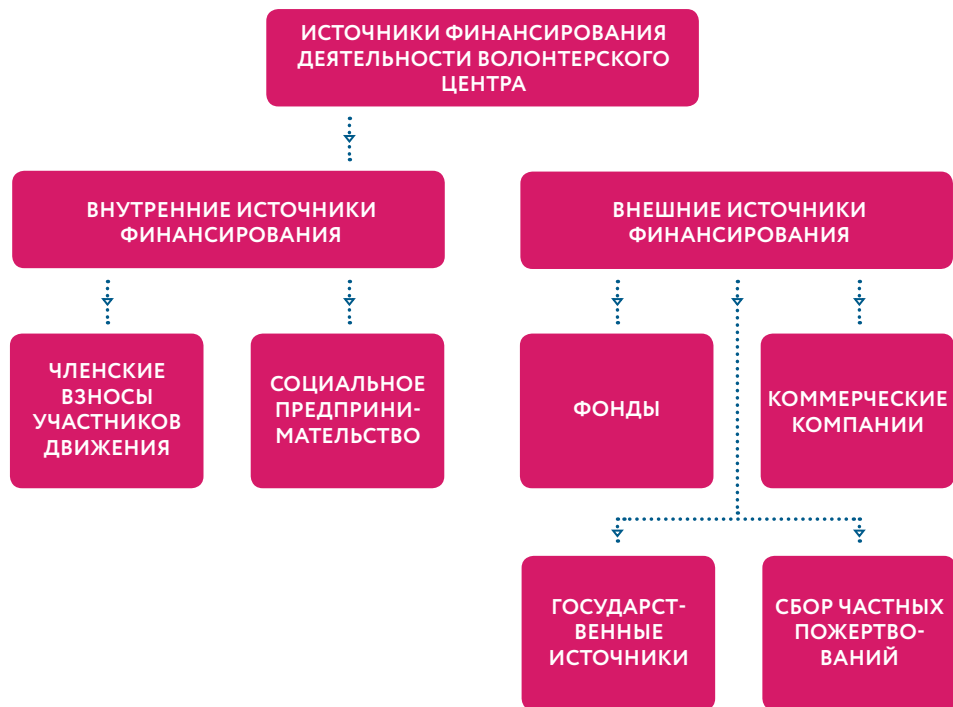 ИСТОЧНИКИ ФИНАНСИРОВАНИЯ
ДЕЯТЕЛЬНОСТИ ВОЛОНТЕРСКОГО
ЦЕНТРА
ВНУТРЕННИЕ ИСТОЧНИКИ
ФИНАНСИРОВАНИЯ
ВНЕШНИЕ ИСТОЧНИКИ
ФИНАНСИРОВАНИЯ
ЧЛЕНСКИЕ
ВЗНОСЫ
УЧАСТНИКОВ
ДВИЖЕНИЯ
СОЦИАЛЬНОЕ
ПРЕДПРИНИ-
МАТЕЛЬСТВО
ФОНДЫ
КОММЕРЧЕСКИЕ
КОМПАНИИ
ГОСУДАРСТ-
ВЕННЫЕ
ИСТОЧНИКИ
СБОР ЧАСТНЫХ
ПОЖЕРТВО-
ВАНИЙ